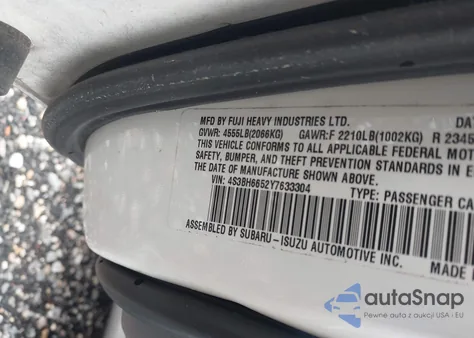 MFD BY FUJI HEAVY INDUSTRIES LTD. DA
GVWR: 4555LB(2066KG) GAWR:F 2210LB(1002KG) R 2345
THIS VEHICLE CONFORMS TO ALL APPLICABLE FEDERAL MOT
SAFETY, BUMPER, AND THEFT PREVENTION STANDARDS IN E
THE DATE OF MANUFACTURE SHOWN ABOVE.
VIN: 4S3BH6652Y7633304 TYPE: PASSENGER CA
ASSEMBLED BY SUBARU-ISUZU AUTOMOTIVE INC. MADE
autoSnap
Pewne auta z aukcji USA i EU